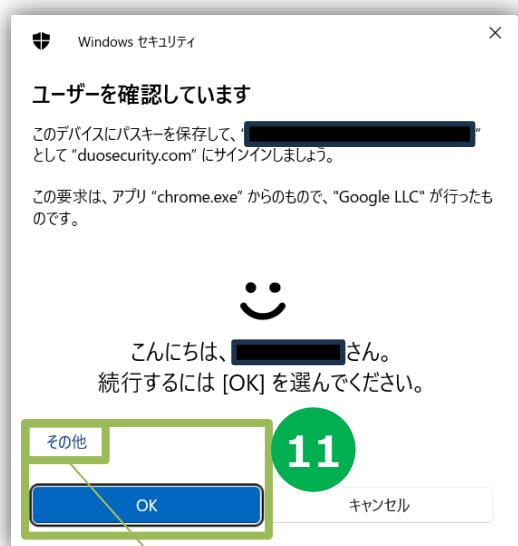 Windows セキュリティ
ユーザーを確認しています
このデバイスにパスキーを保存して、"
"
として "duosecurity.com" にサインインしましょう。
この要求は、アプリ "chrome.exe" からのもので、"Google LLC" が行ったも
のです。
こんにちは、 さん。
続行するには [OK] を選んでください。
その他
11
OK
キャンセル